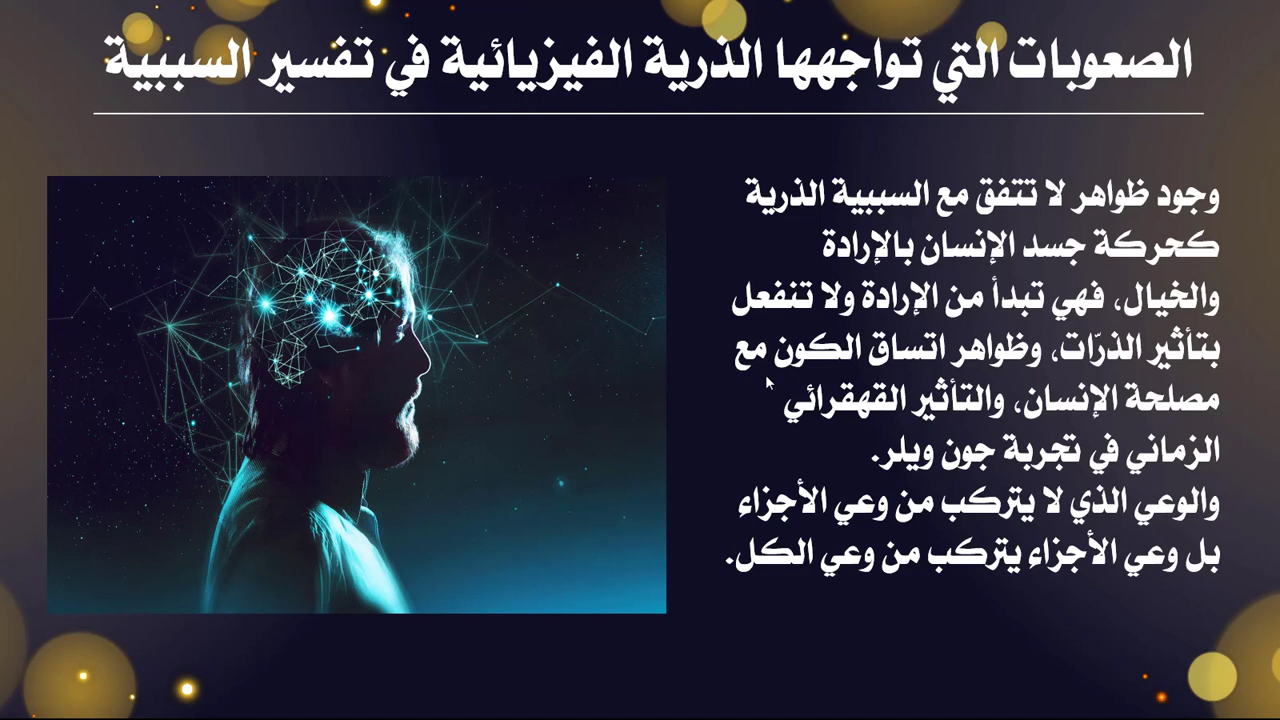 الصعوبات التي تواجهها الذرية الفيزيائية في تفسير السببية
وجود ظواهر لا تتفق مع السببية الذرية
كحركة جسد الإنسان بالإرادة
والخيال، فهي تبدأ من الإرادة ولا تنفعل
بتأثير الذرّات، وظواهر اتساق الكون مع
مصلحة الإنسان، والتأثير القهقرائي
الزماني في تجربة جون ويلر.
والوعي الذي لا يتركب من وعي الأجزاء
بل وعي الأجزاء يتركب من وعي الكل.